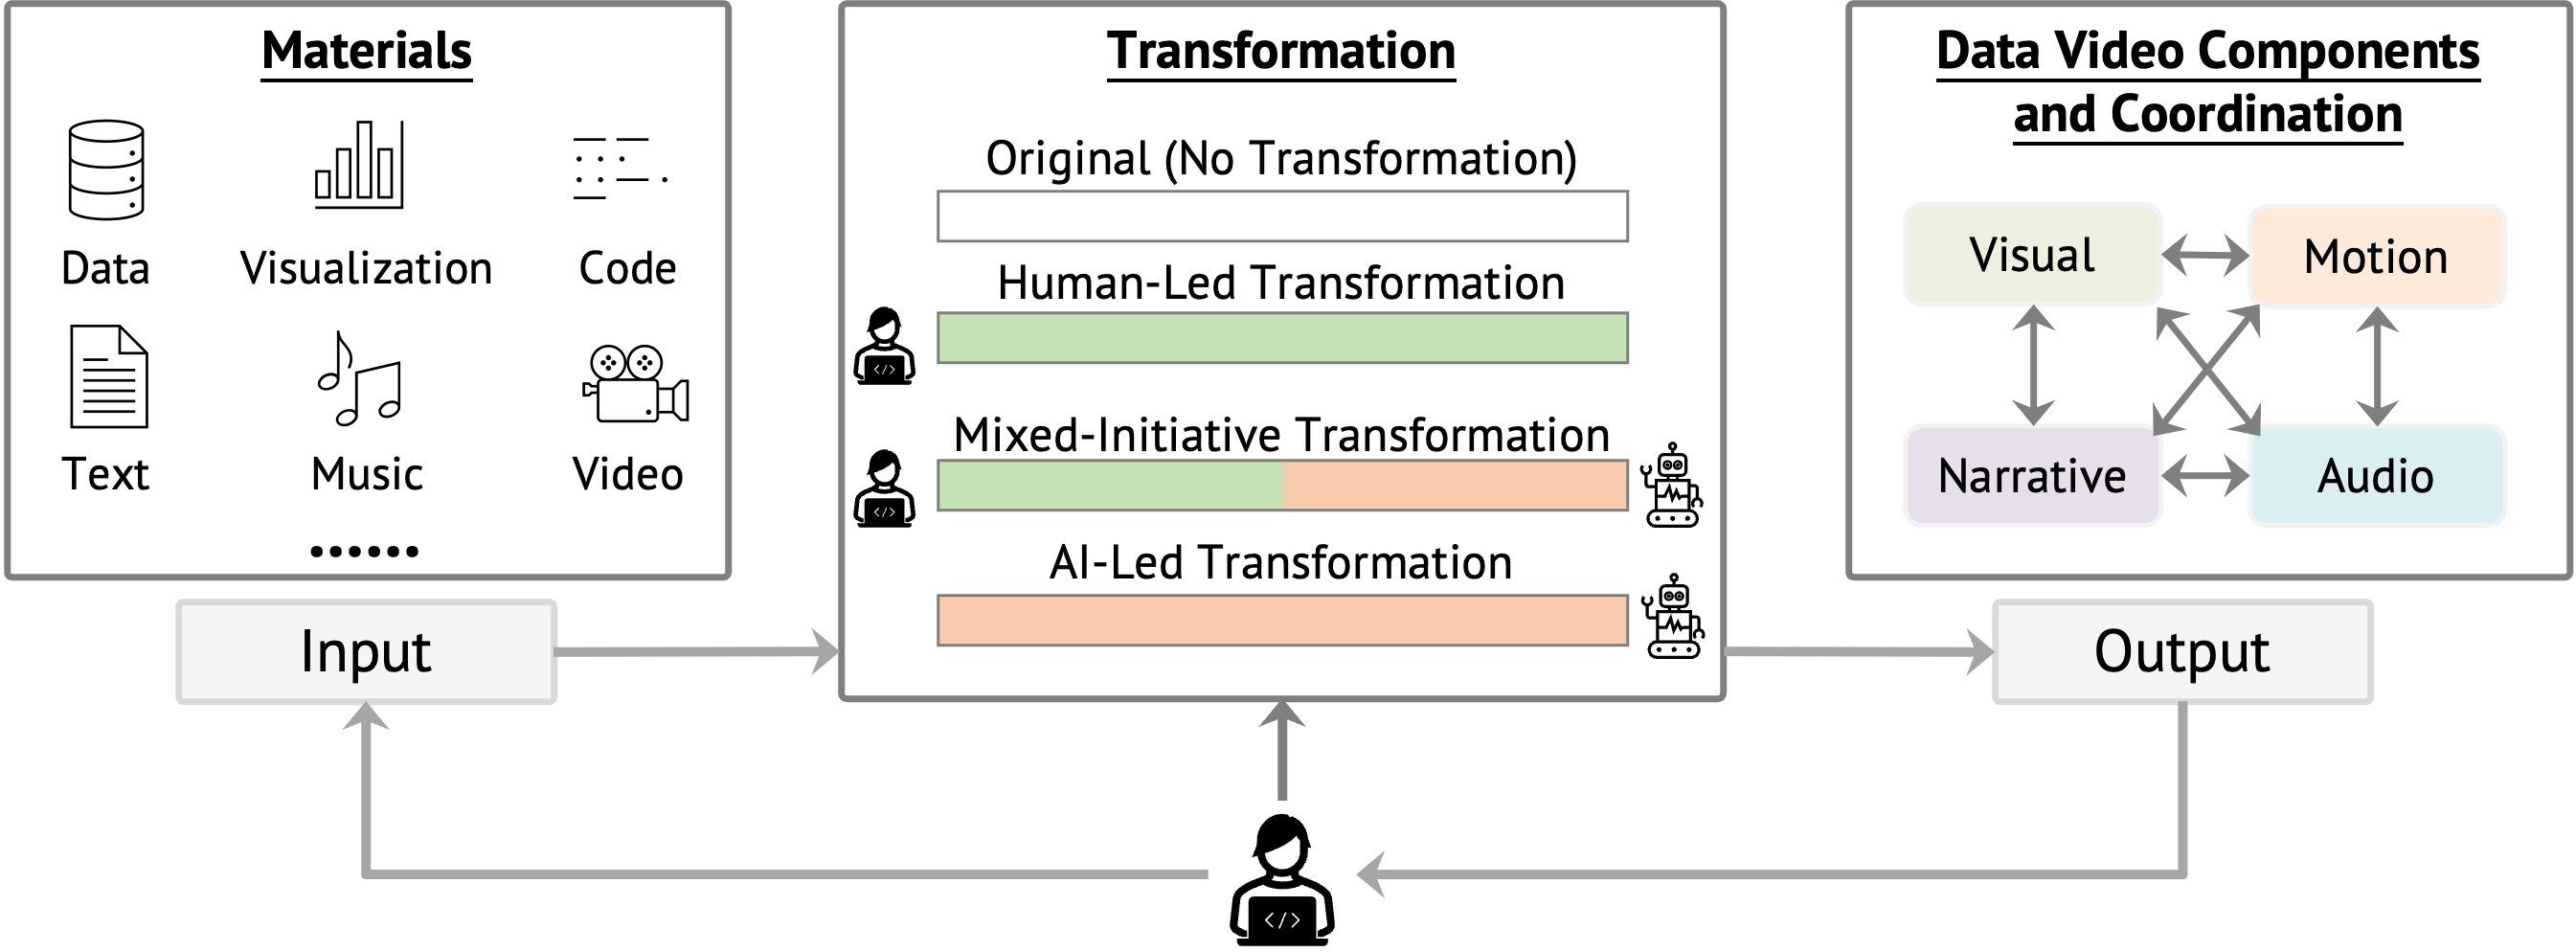 Materials
Data
Visualization
Code
Text
Music
Video
......
Input
Transformation
Original (No Transformation)
Human-Led Transformation
</>
Mixed-Initiative Transformation
</>
AI-Led Transformation
</>
Data Video Components
and Coordination
Visual
Motion
Narrative
Audio
Output